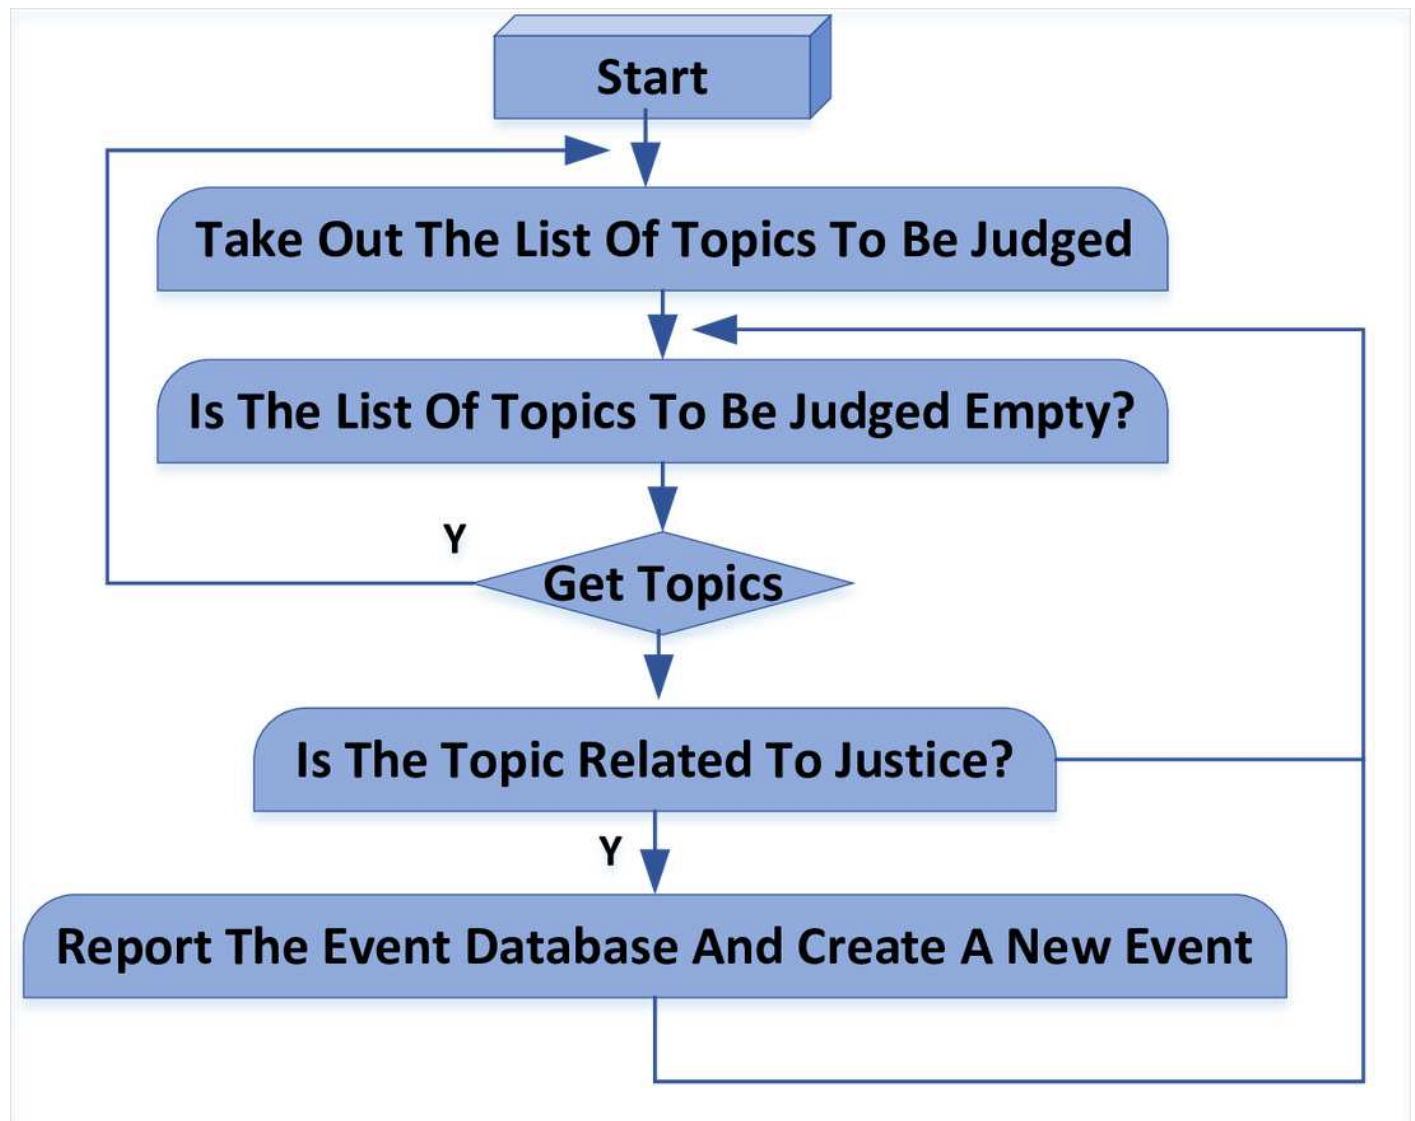 Start
Take Out The List Of Topics To Be Judged
Is The List Of Topics To Be Judged Empty?
Y
Get Topics
Is The Topic Related To Justice?
Y
Report The Event Database And Create A New Event